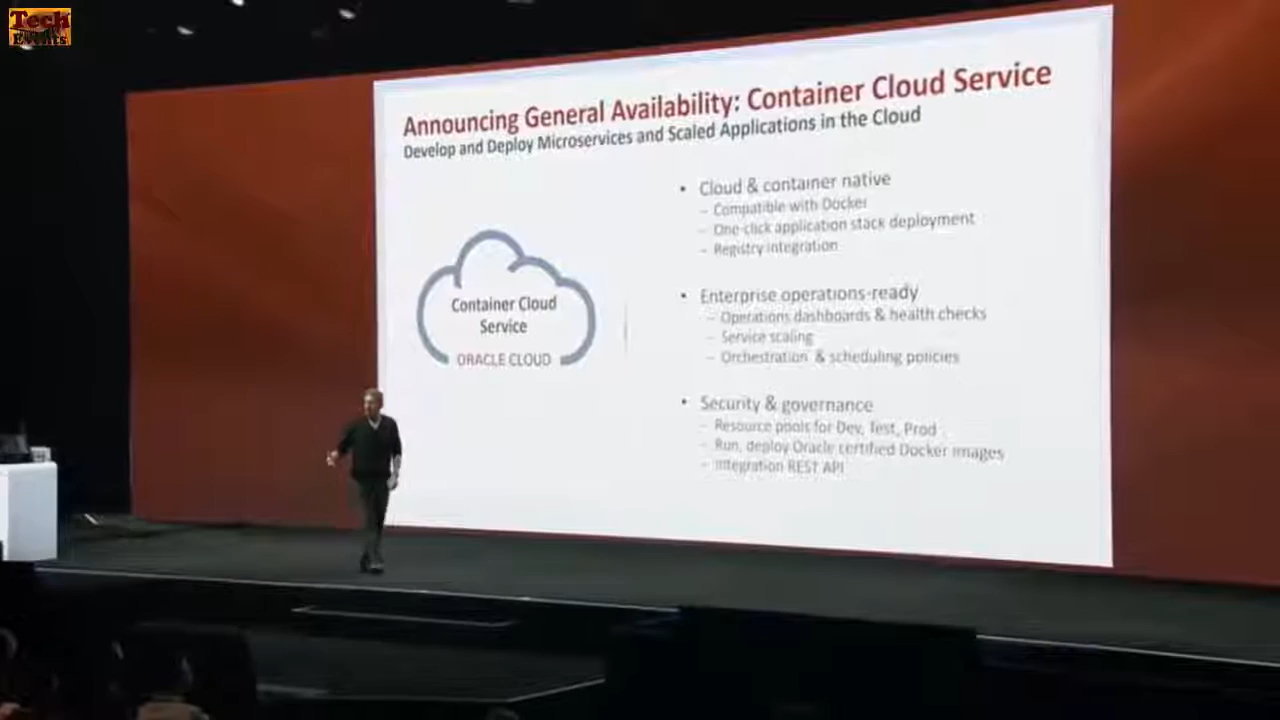 Tech
Events
Announcing General Availability: Container Cloud Service
Develop and Deploy Microservices and Scaled Applications in the Cloud
Container Cloud
Service
ORACLE CLOUD
• Cloud & container native
– Compatible with Docker
– One-click application stack deployment
– Registry integration
• Enterprise operations-ready
– Operations dashboards & health checks
– Service scaling
– Orchestration & scheduling policies
• Security & governance
– Resource pools for Dev, Test, Prod
– Run, deploy Oracle certified Docker images
– Integration REST API